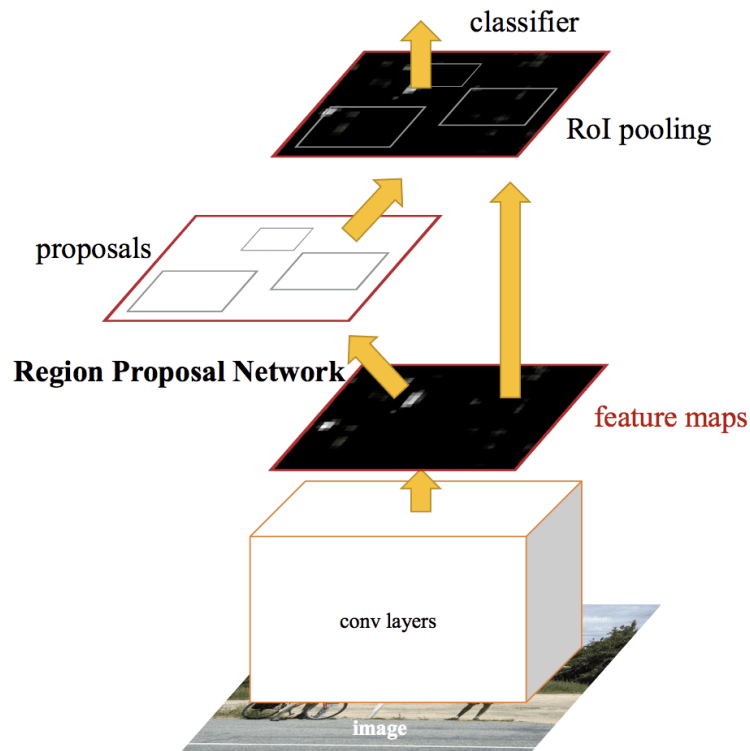 classifier
RoI pooling
proposals
Region Proposal Network
feature maps
conv layers
image